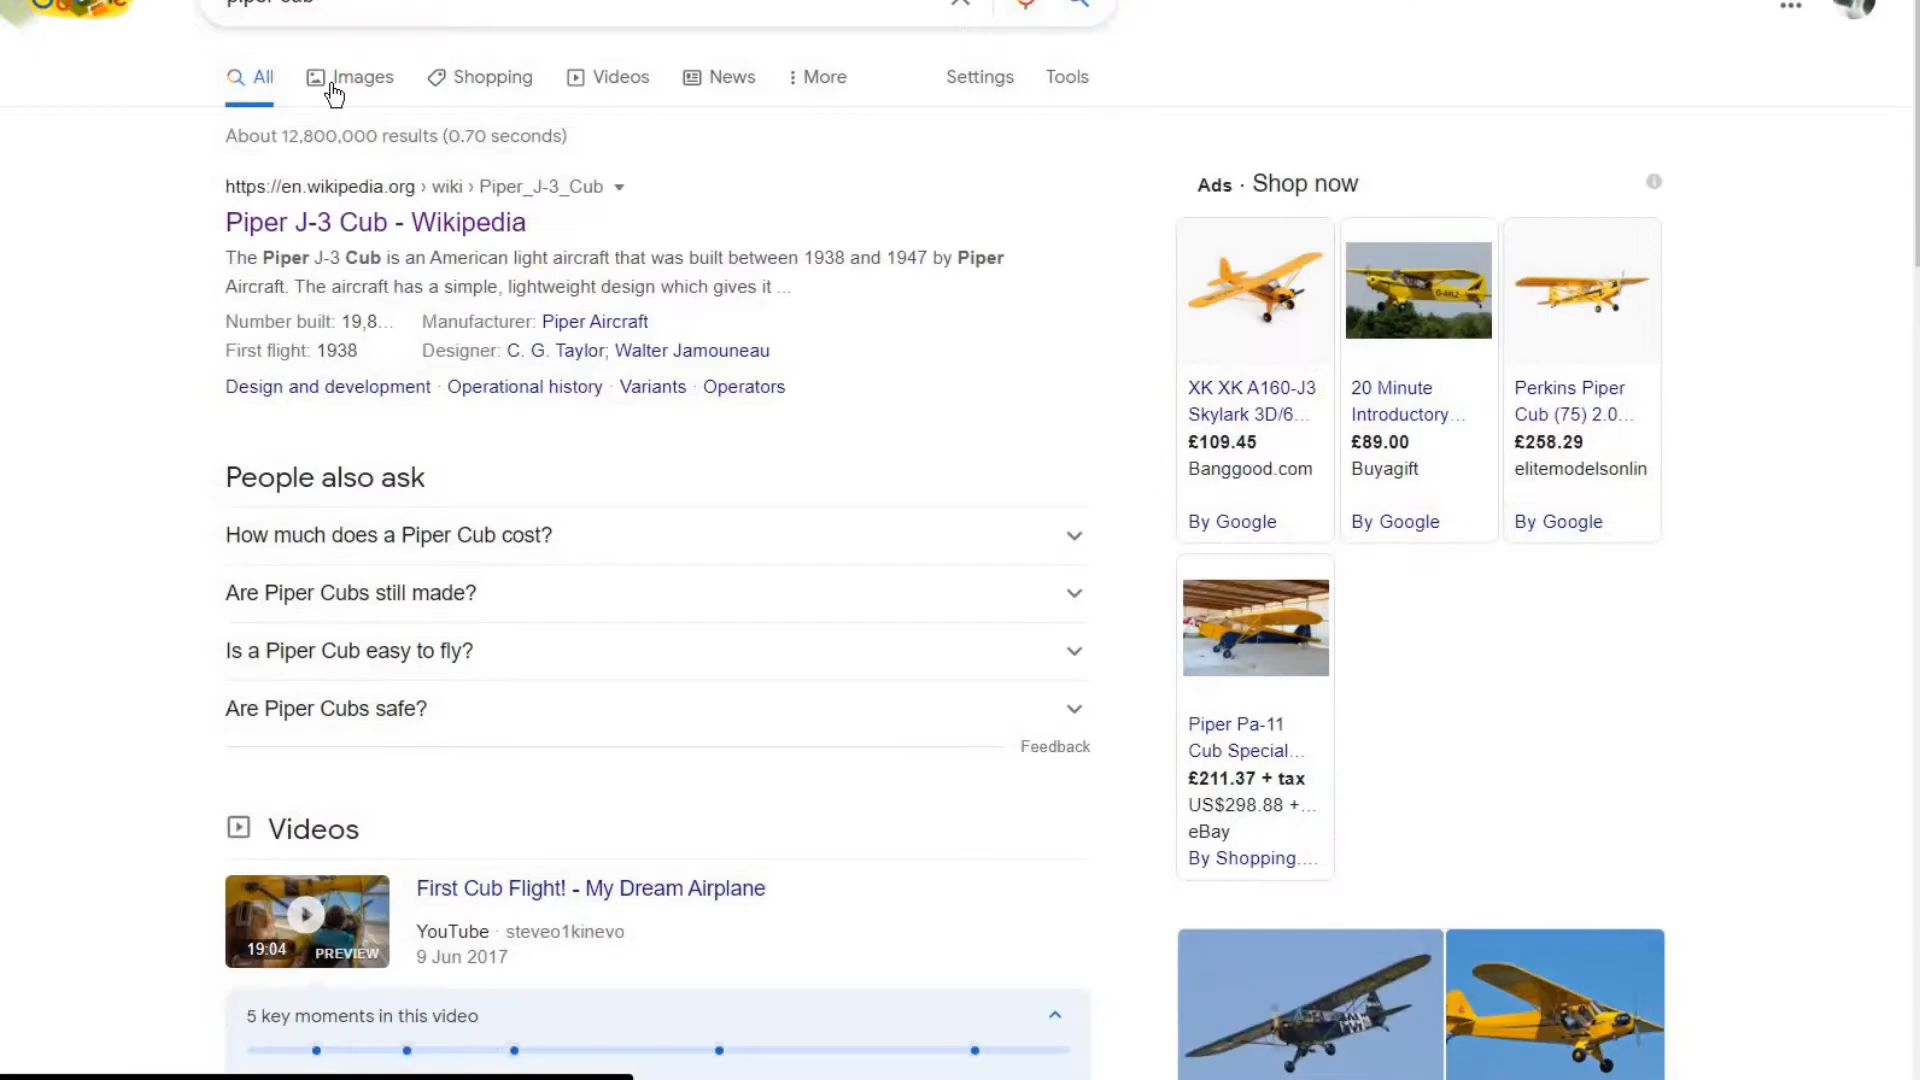 piper cub
All
Images
Shopping
Videos
News
More
Settings
Tools
About 12,800,000 results (0.70 seconds)
https://en.wikipedia.org › wiki › Piper_J-3_Cub
Piper J-3 Cub - Wikipedia
The Piper J-3 Cub is an American light aircraft that was built between 1938 and 1947 by Piper
Aircraft. The aircraft has a simple, lightweight design which gives it ...
Number built: 19,8... Manufacturer: Piper Aircraft
First flight: 1938 Designer: C. G. Taylor; Walter Jamouneau
Design and development · Operational history · Variants · Operators
People also ask
How much does a Piper Cub cost?
Are Piper Cubs still made?
Is a Piper Cub easy to fly?
Are Piper Cubs safe?
Feedback
Videos
19:04
PREVIEW
First Cub Flight! - My Dream Airplane
YouTube · steveo1kinevo
9 Jun 2017
5 key moments in this video
Ads · Shop now
XK XK A160-J3
Skylark 3D/6...
£109.45
Banggood.com
By Google
20 Minute
Introductory...
£89.00
Buyagift
By Google
Perkins Piper
Cub (75) 2.0...
£258.29
elitemodelsonlin
By Google
Piper Pa-11
Cub Special...
£211.37 + tax
US$298.88 +...
eBay
By Shopping....